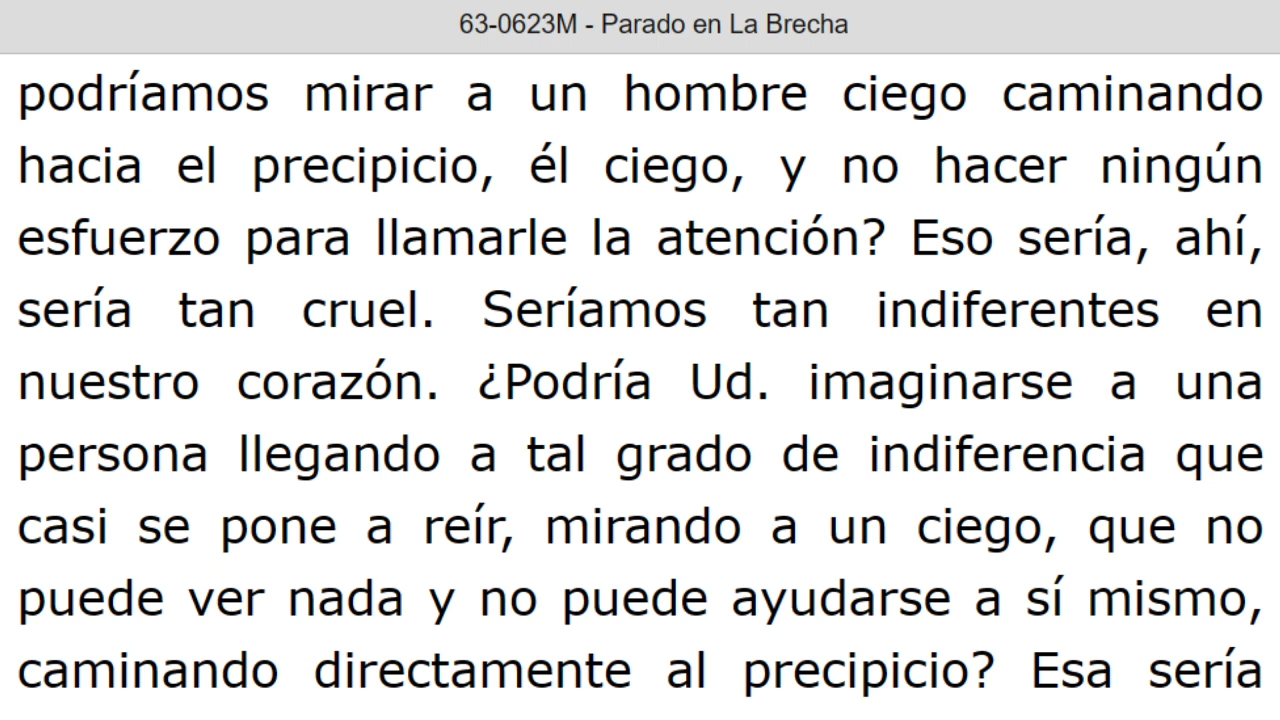 63-0623M - Parado en La Brecha
podríamos mirar a un hombre ciego caminando
hacia el precipicio, él ciego, y no hacer ningún
esfuerzo para llamarle la atención? Eso sería, ahí,
sería tan cruel. Seríamos tan indiferentes en
nuestro corazón. ¿Podría Ud. imaginarse a una
persona llegando a tal grado de indiferencia que
casi se pone a reír, mirando a un ciego, que no
puede ver nada y no puede ayudarse a sí mismo,
caminando directamente al precipicio? Esa sería